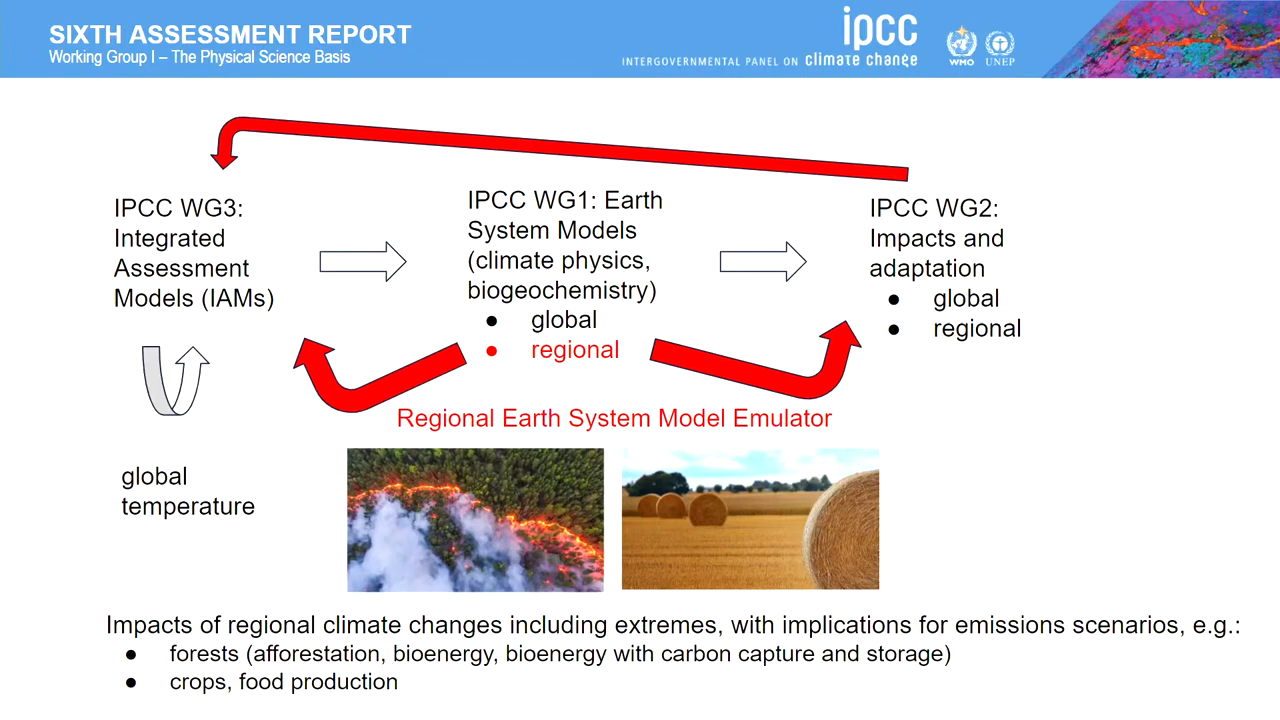 SIXTH ASSESSMENT REPORT
Working Group I – The Physical Science Basis
INTERGOVERNMENTAL PANEL ON climate change
ipcc
WMO
UNEP
IPCC WG3:
Integrated
Assessment
Models (IAMs)
IPCC WG1: Earth
System Models
(climate physics,
biogeochemistry)
● global
● regional
IPCC WG2:
Impacts and
adaptation
● global
● regional
Regional Earth System Model Emulator
global
temperature
Impacts of regional climate changes including extremes, with implications for emissions scenarios, e.g.:
● forests (afforestation, bioenergy, bioenergy with carbon capture and storage)
● crops, food production